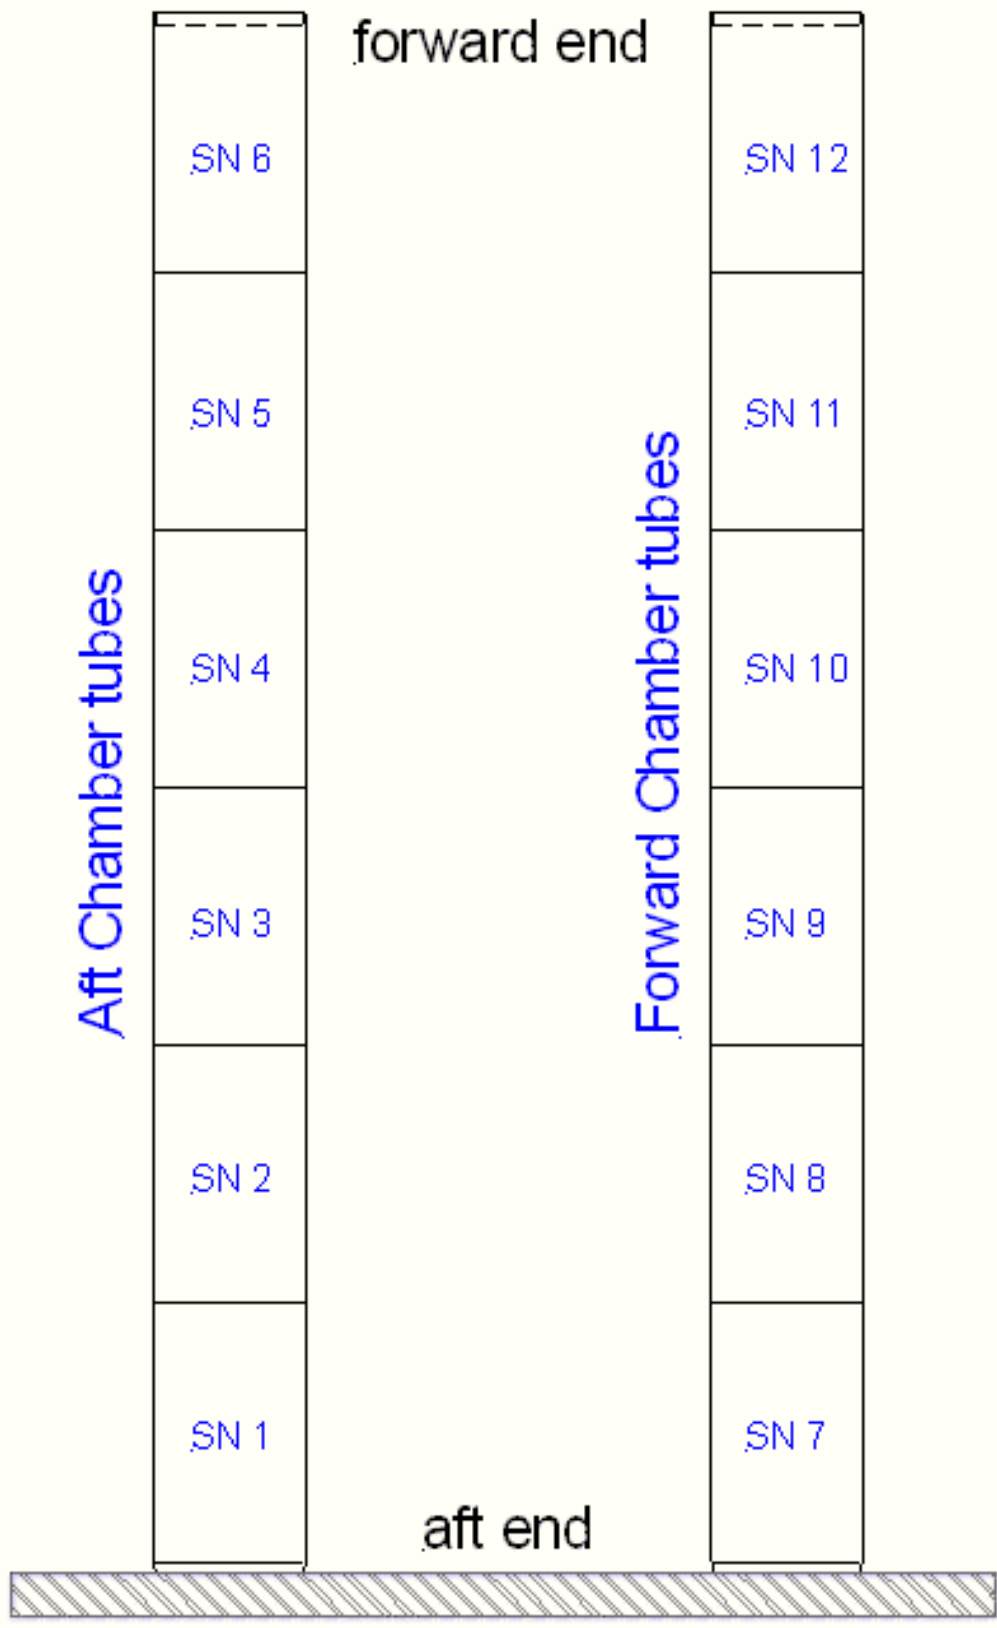 forward end
SN 6
SN 12
SN 5
SN 11
Aft Chamber tubes
Forward Chamber tubes
SN 4
SN 10
SN 3
SN 9
SN 2
SN 8
SN 1
SN 7
aft end